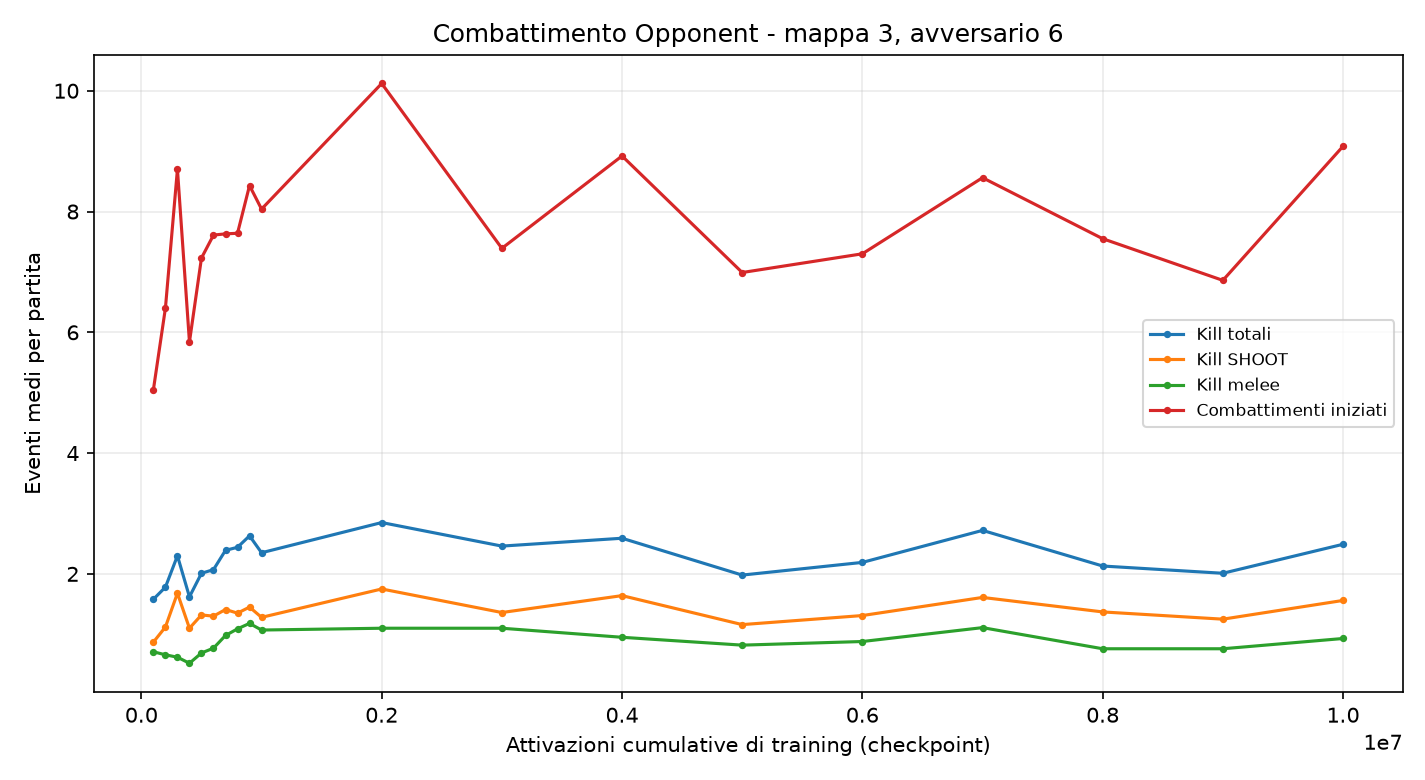 Combattimento Opponent - mappa 3, avversario 6
Eventi medi per partita
10
8
6
4
2
Kill totali
Kill SHOOT
Kill melee
Combattimenti iniziati
0.0
0.2
0.4
0.6
0.8
1.0
1e7
Attivazioni cumulative di training (checkpoint)